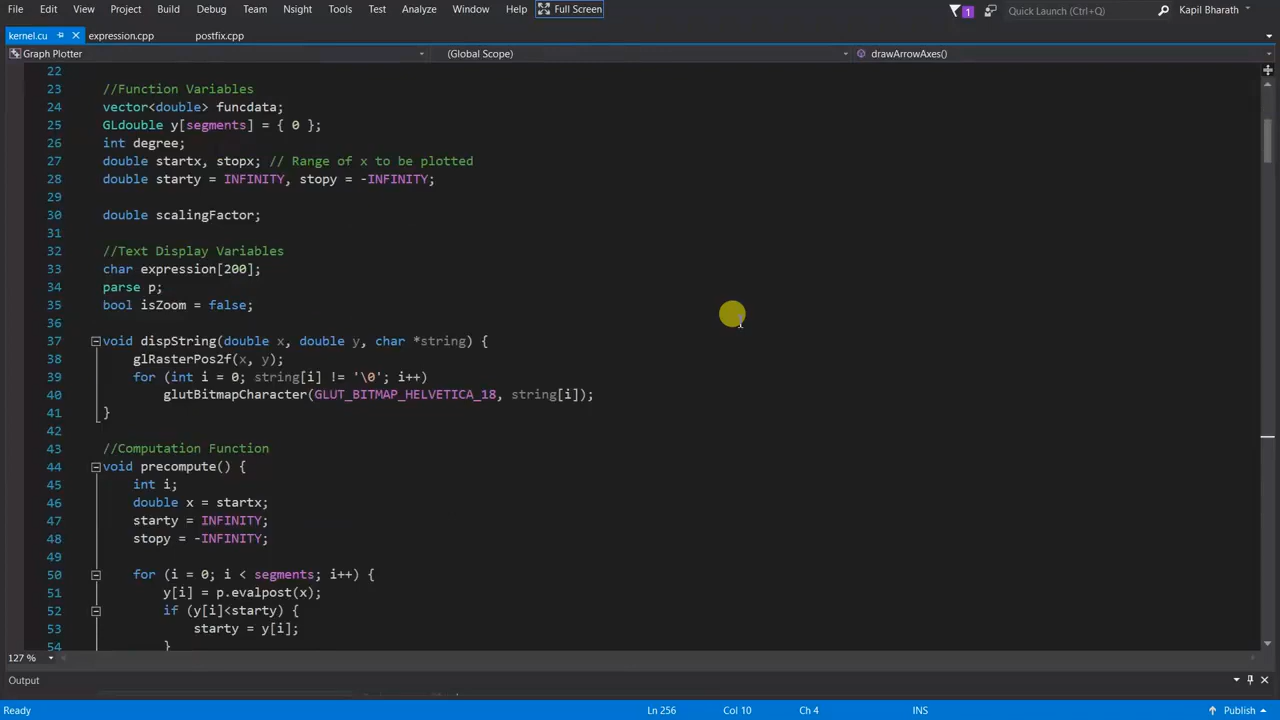 File Edit View Project Build Debug Team Nsight Tools Test Analyze Window Help Full Screen 1 Quick Launch (Ctrl+Q) Kapil Bharath
kernel.cu expression.cpp postfix.cpp
Graph Plotter (Global Scope) drawArrowAxes()
22
23 //Function Variables
24 vector<double> funcdata;
25 GLdouble y[segments] = { 0 };
26 int degree;
27 double startx, stopx; // Range of x to be plotted
28 double starty = INFINITY, stopy = -INFINITY;
29
30 double scalingFactor;
31
32 //Text Display Variables
33 char expression[200];
34 parse p;
35 bool isZoom = false;
36
37 void dispString(double x, double y, char *string) {
38 glRasterPos2f(x, y);
39 for (int i = 0; string[i] != '\0'; i++)
40 glutBitmapCharacter(GLUT_BITMAP_HELVETICA_18, string[i]);
41 }
42
43 //Computation Function
44 void precompute() {
45 int i;
46 double x = startx;
47 starty = INFINITY;
48 stopy = -INFINITY;
49
50 for (i = 0; i < segments; i++) {
51 y[i] = p.evalpost(x);
52 if (y[i]<starty) {
53 starty = y[i];
54 }
127 %
Output
Ready Ln 256 Col 10 Ch 4 INS Publish